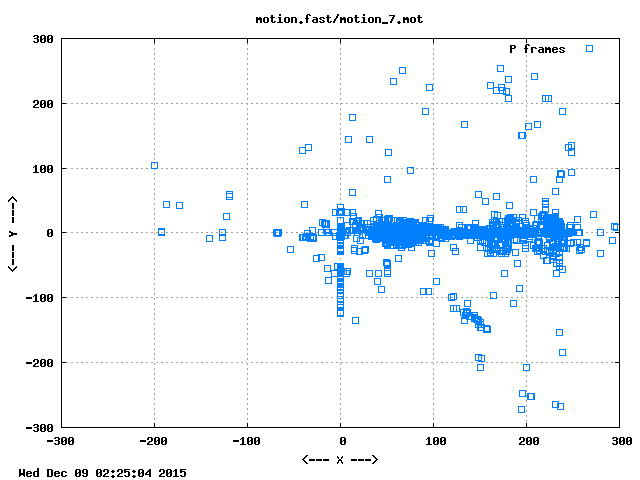 motion.fast/motion_7.mot
P frames
300
200
100
0
-100
-200
-300
<--- Y --->
-300 -200 -100 0 100 200 300
<--- X --->
Wed Dec 09 02:25:04 2015